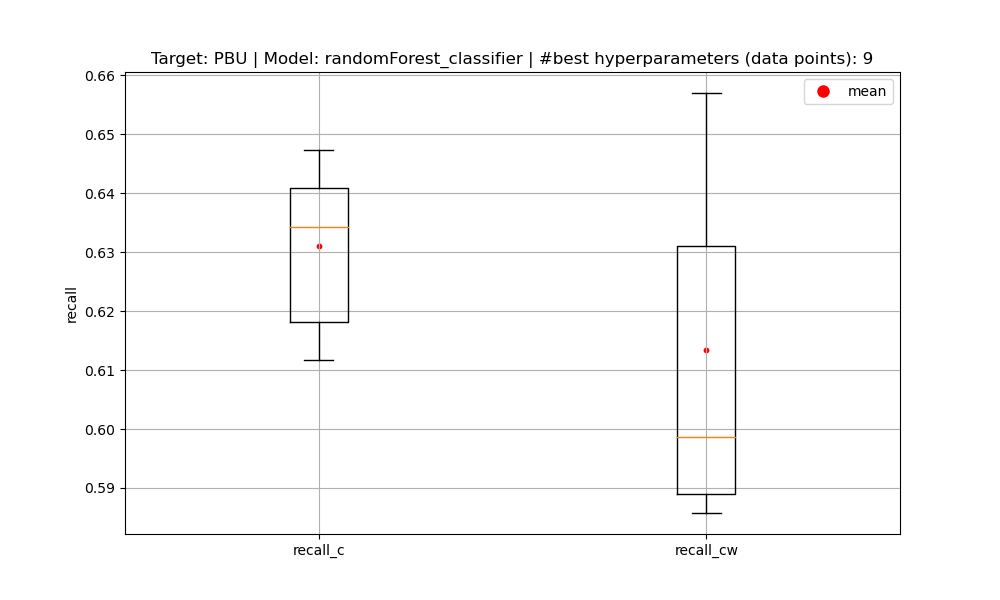 Target: PBU | Model: randomForest_classifier | #best hyperparameters (data points): 9
mean
recall
0.66
0.65
0.64
0.63
0.62
0.61
0.60
0.59
recall_c
recall_cw